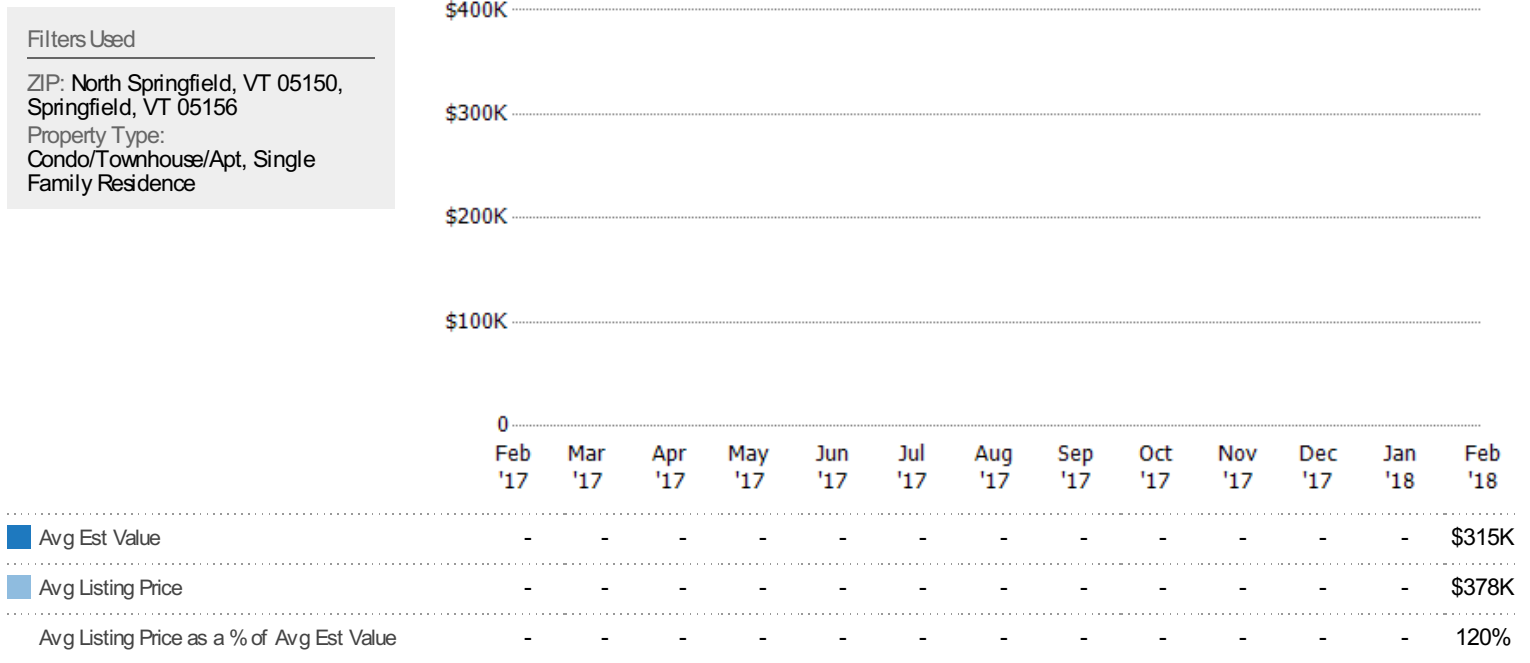 Filters Used
ZIP: North Springfield, VT 05150,
Springfield, VT 05156
Property Type:
Condo/Townhouse/Apt, Single
Family Residence
$400K
$300K
$200K
$100K
0
Feb Mar Apr May Jun Jul Aug Sep Oct Nov Dec Jan Feb
'17 '17 '17 '17 '17 '17 '17 '17 '17 '17 '17 '18 '18
Avg Est Value - - - - - - - - - - - - $315K
Avg Listing Price - - - - - - - - - - - - $378K
Avg Listing Price as a % of Avg Est Value - - - - - - - - - - - - 120%